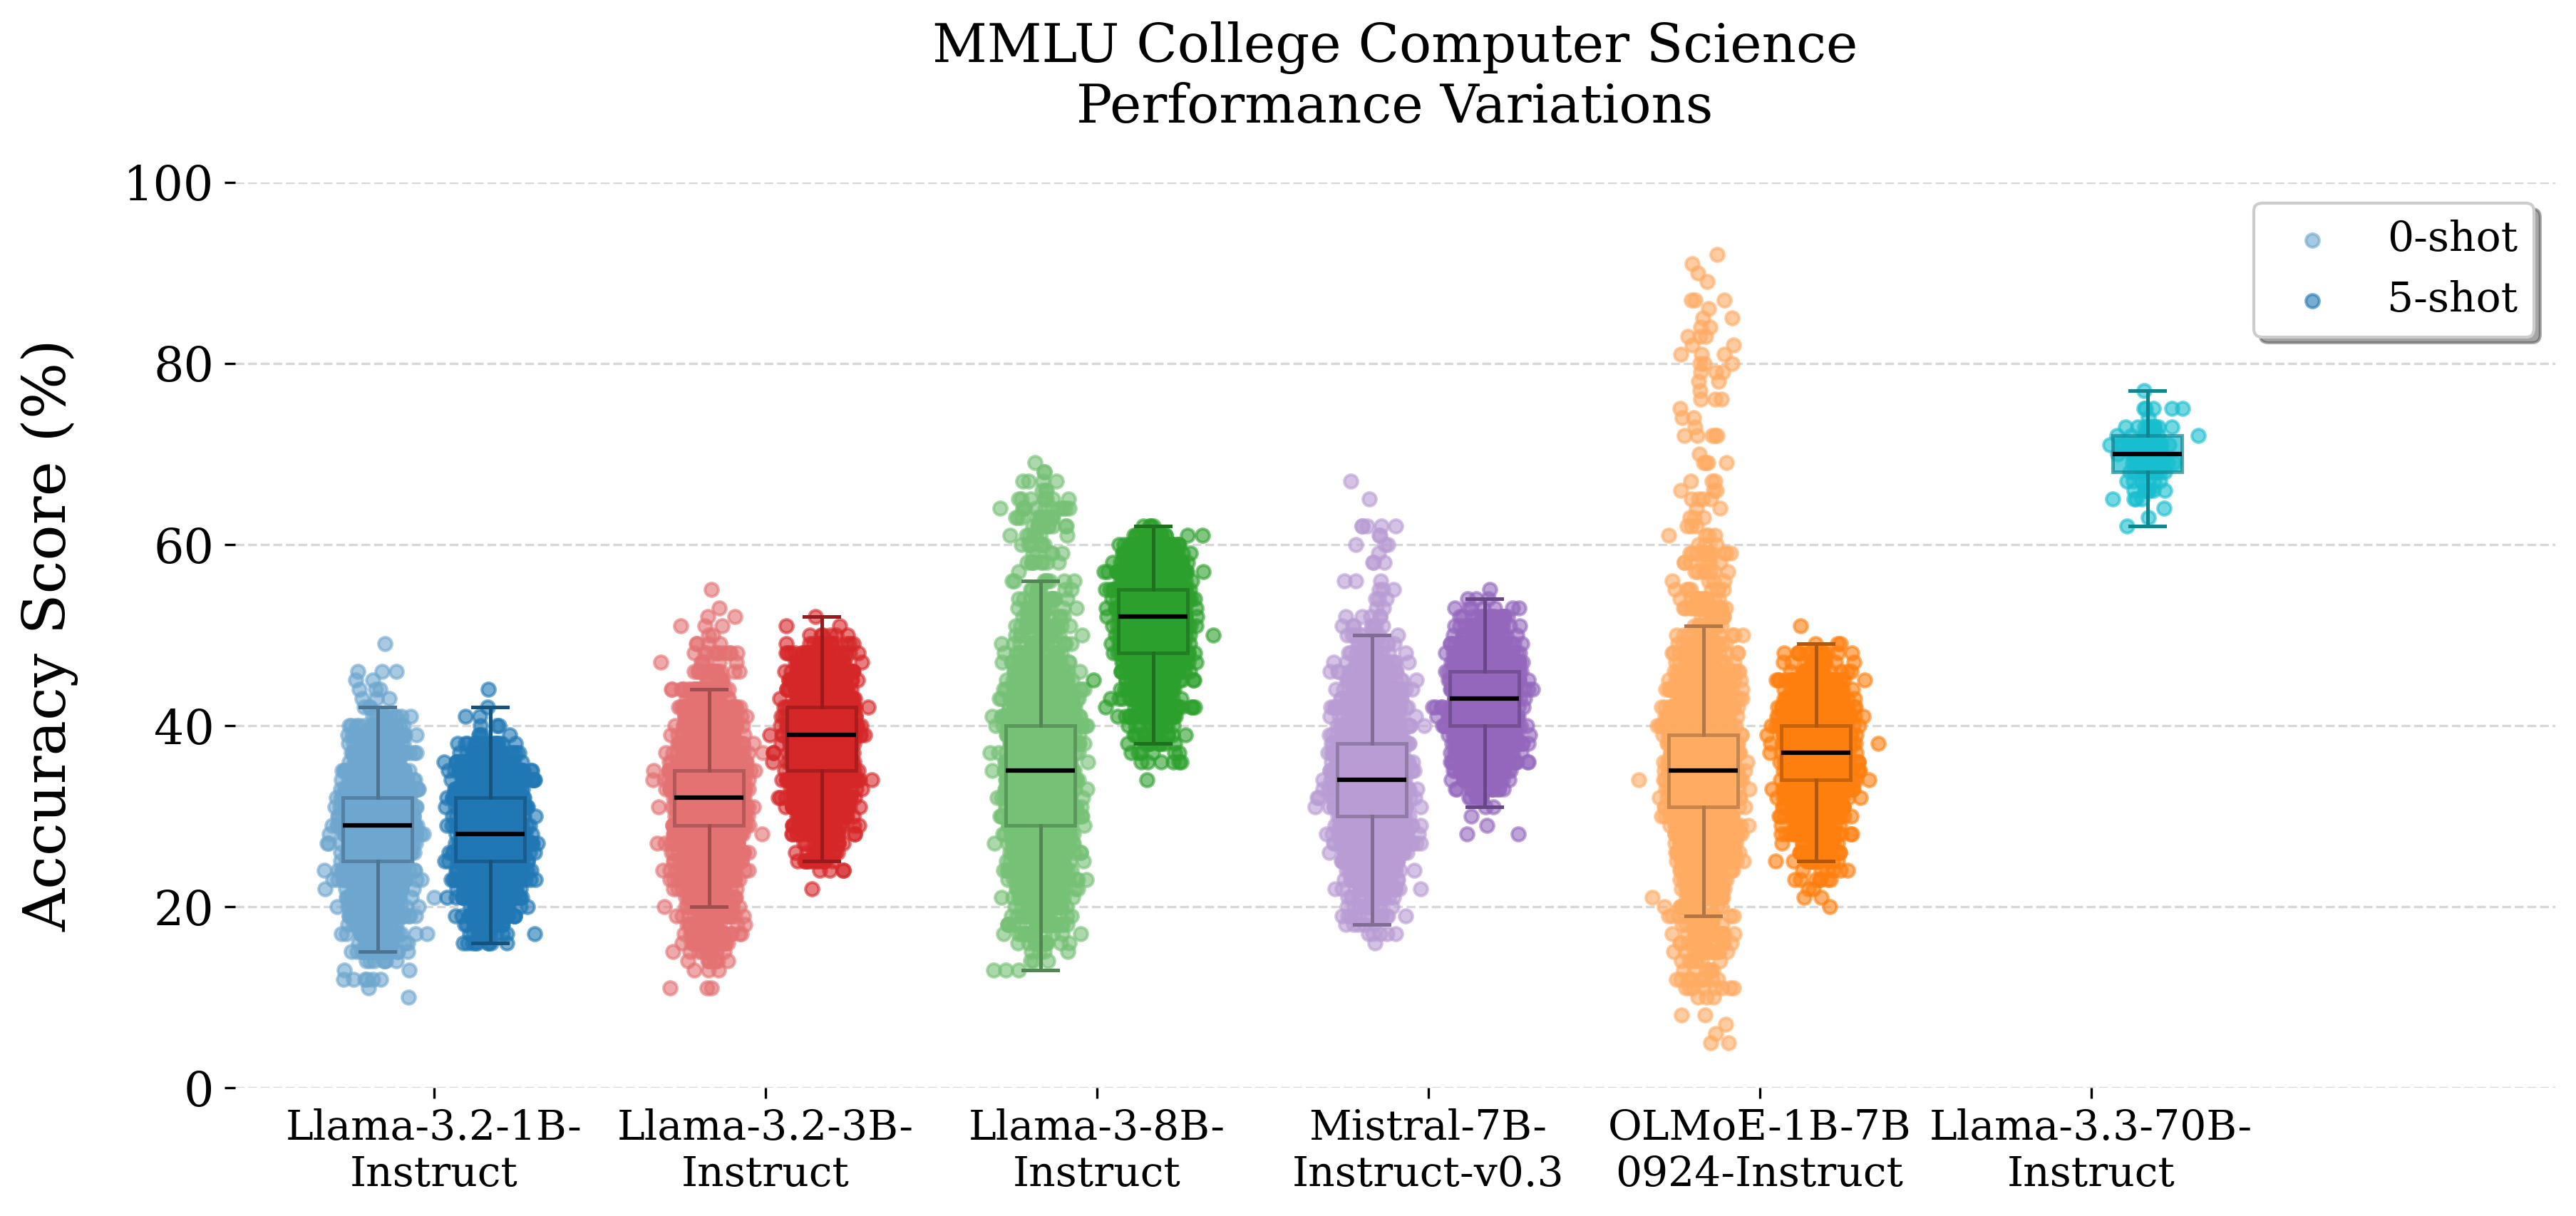 MMLU College Computer Science
Performance Variations
Accuracy Score (%)
100
80
60
40
20
0
0-shot
5-shot
Llama-3.2-1B-
Instruct
Llama-3.2-3B-
Instruct
Llama-3-8B-
Instruct
Mistral-7B-
Instruct-v0.3
OLMoE-1B-7B
0924-Instruct
Llama-3.3-70B-
Instruct